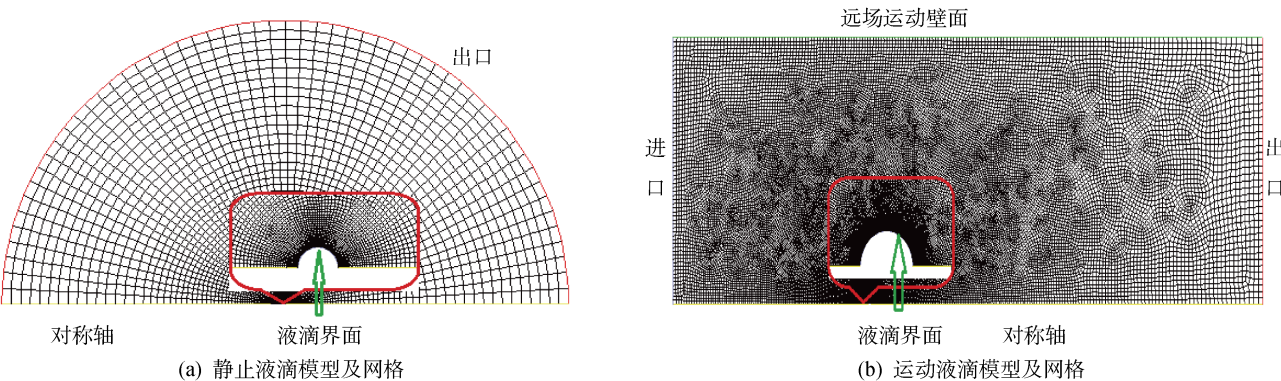 出口
对称轴
液滴界面
(a) 静止液滴模型及网格
远场运动壁面
进口
出口
液滴界面
对称轴
(b) 运动液滴模型及网格